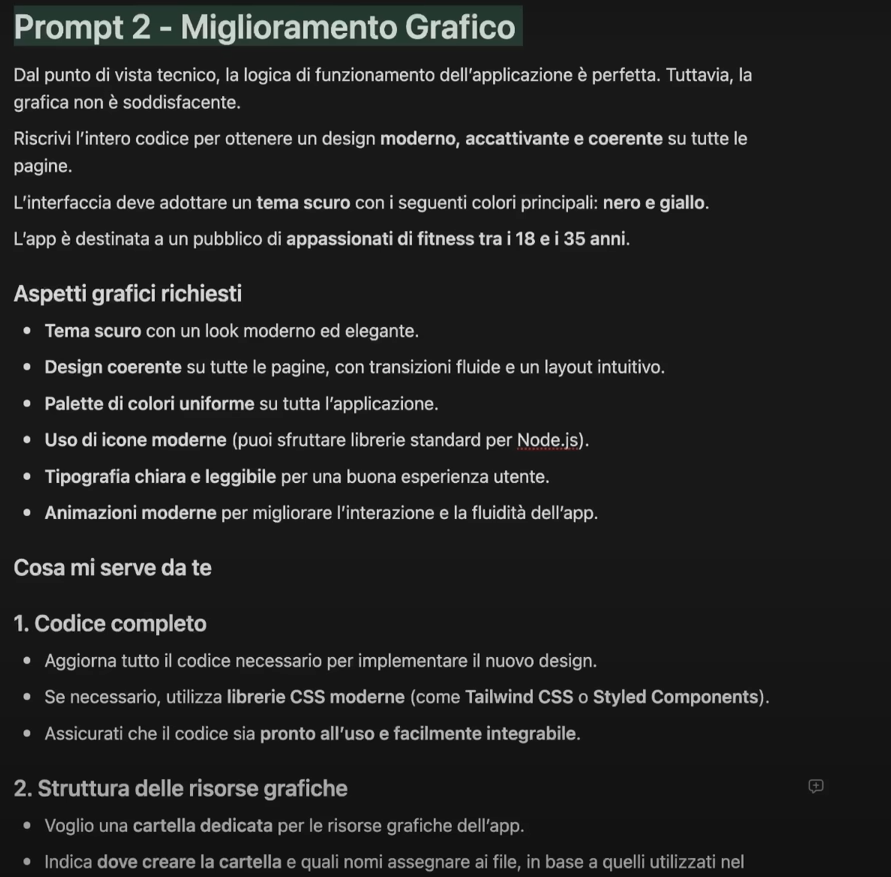 Prompt 2 - Miglioramento Grafico
Dal punto di vista tecnico, la logica di funzionamento dell’applicazione è perfetta. Tuttavia, la
grafica non è soddisfacente.
Riscrivi l’intero codice per ottenere un design moderno, accattivante e coerente su tutte le
pagine.
L’interfaccia deve adottare un tema scuro con i seguenti colori principali: nero e giallo.
L’app è destinata a un pubblico di appassionati di fitness tra i 18 e i 35 anni.
Aspetti grafici richiesti
• Tema scuro con un look moderno ed elegante.
• Design coerente su tutte le pagine, con transizioni fluide e un layout intuitivo.
• Palette di colori uniforme su tutta l’applicazione.
• Uso di icone moderne (puoi sfruttare librerie standard per Node.js).
• Tipografia chiara e leggibile per una buona esperienza utente.
• Animazioni moderne per migliorare l’interazione e la fluidità dell’app.
Cosa mi serve da te
1. Codice completo
• Aggiorna tutto il codice necessario per implementare il nuovo design.
• Se necessario, utilizza librerie CSS moderne (come Tailwind CSS o Styled Components).
• Assicurati che il codice sia pronto all’uso e facilmente integrabile.
2. Struttura delle risorse grafiche
• Voglio una cartella dedicata per le risorse grafiche dell’app.
• Indica dove creare la cartella e quali nomi assegnare ai file, in base a quelli utilizzati nel